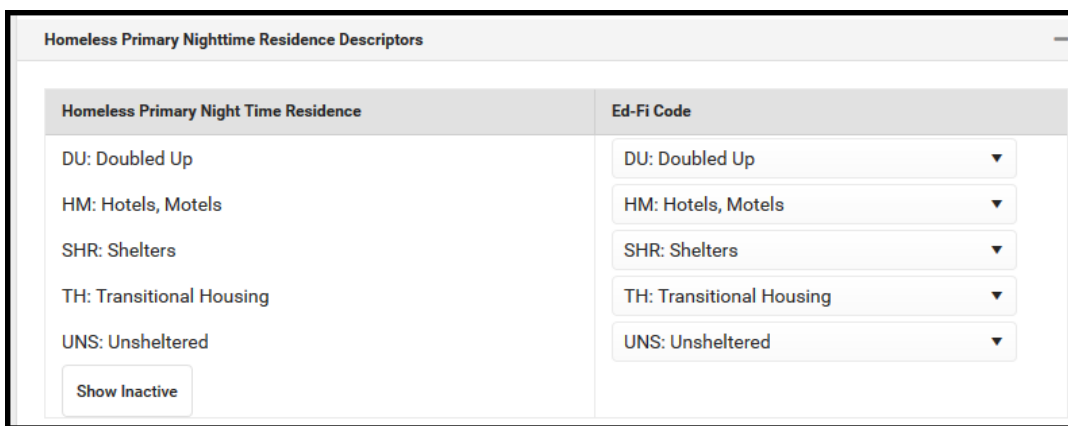 Homeless Primary Nighttime Residence Descriptors
Homeless Primary Night Time Residence Ed-Fi Code
DU: Doubled Up DU: Doubled Up
HM: Hotels, Motels HM: Hotels, Motels
SHR: Shelters SHR: Shelters
TH: Transitional Housing TH: Transitional Housing
UNS: Unsheltered UNS: Unsheltered
Show Inactive